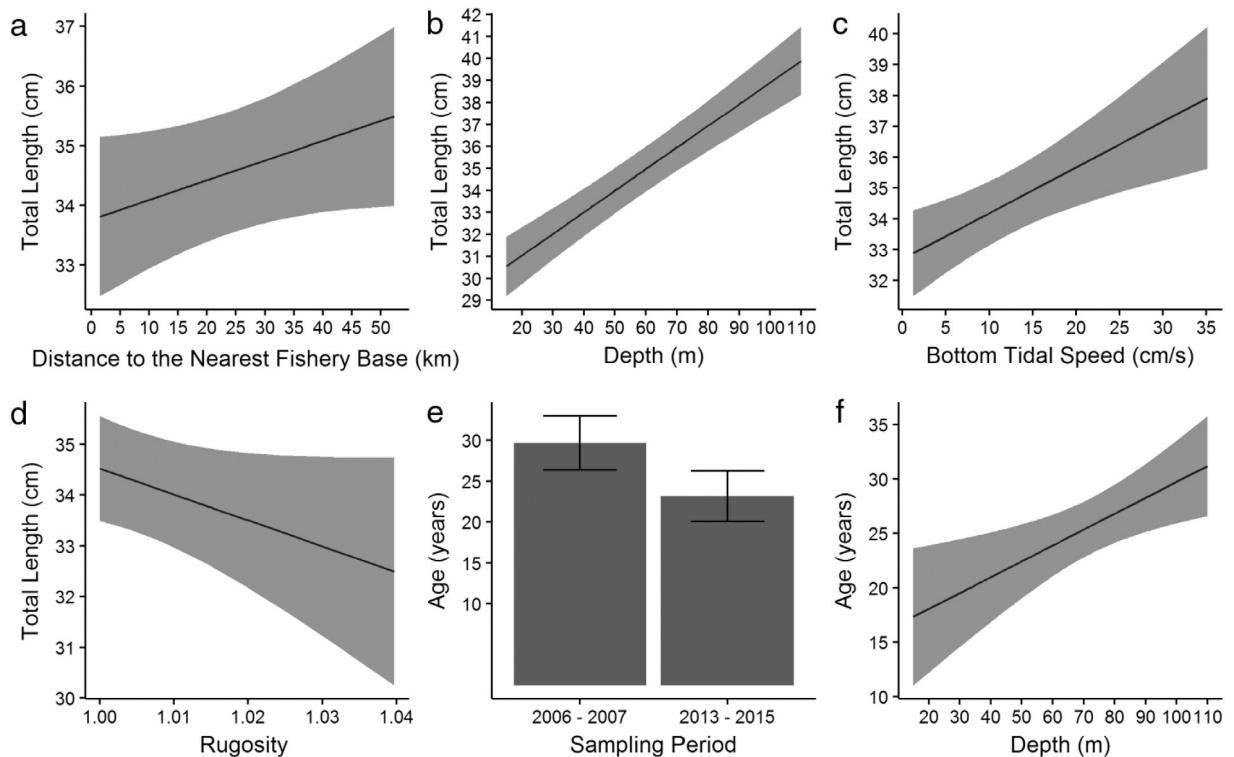 a
37
36
35
34
33
Total Length (cm)
0 5 10 15 20 25 30 35 40 45 50
Distance to the Nearest Fishery Base (km)
b
42
41
40
39
38
37
36
35
34
33
32
31
30
29
Total Length (cm)
20 30 40 50 60 70 80 90 100 110
Depth (m)
c
40
39
38
37
36
35
34
33
32
Total Length (cm)
0 5 10 15 20 25 30 35
Bottom Tidal Speed (cm/s)
d
35
34
33
32
31
30
Total Length (cm)
1.00 1.01 1.02 1.03 1.04
Rugosity
e
30
25
20
15
10
Age (years)
2006 - 2007 2013 - 2015
Sampling Period
f
35
30
25
20
15
10
Age (years)
20 30 40 50 60 70 80 90 100 110
Depth (m)